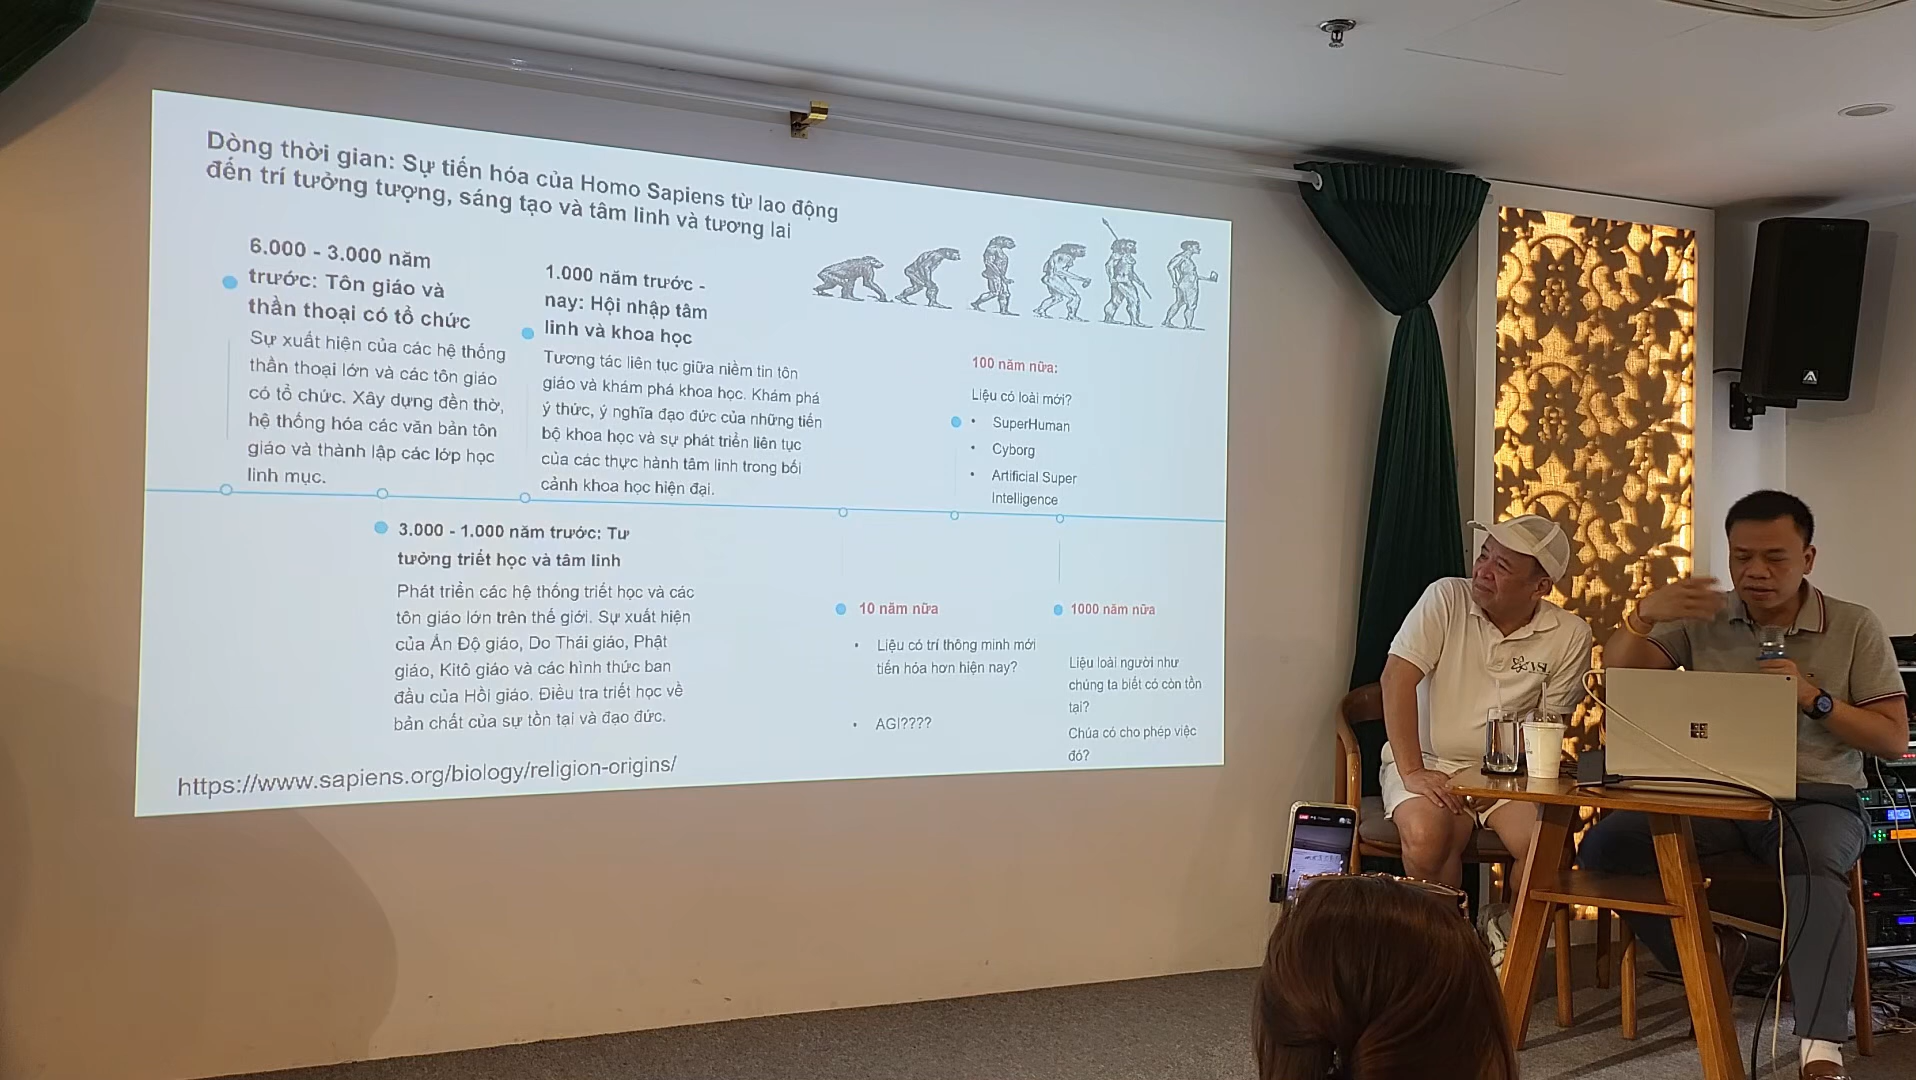 Dòng thời gian: Sự tiến hóa của Homo Sapiens từ lao động
đến trí tưởng tượng, sáng tạo và tâm linh và tương lai
6.000 - 3.000 năm
trước: Tôn giáo và
thần thoại có tổ chức
Sự xuất hiện của các hệ thống
thần thoại lớn và các tôn giáo
có tổ chức. Xây dựng đền thờ,
hệ thống hóa các văn bản tôn
giáo và thành lập các lớp học
linh mục.
1.000 năm trước -
nay: Hội nhập tâm
linh và khoa học
Tương tác liên tục giữa niềm tin tôn
giáo và khám phá khoa học. Khám phá
ý thức, ý nghĩa đạo đức của những tiến
bộ khoa học và sự phát triển liên tục
của các thực hành tâm linh trong bối
cảnh khoa học hiện đại.
100 năm nữa:
Liệu có loài mới?
• SuperHuman
• Cyborg
• Artificial Super
Intelligence
3.000 - 1.000 năm trước: Tư
tưởng triết học và tâm linh
Phát triển các hệ thống triết học và các
tôn giáo lớn trên thế giới. Sự xuất hiện
của Ấn Độ giáo, Do Thái giáo, Phật
giáo, Kitô giáo và các hình thức ban
đầu của Hồi giáo. Điều tra triết học về
bản chất của sự tồn tại và đạo đức.
10 năm nữa
• Liệu có trí thông minh mới
tiến hóa hơn hiện nay?
• AGI????
1000 năm nữa
Liệu loài người như
chúng ta biết có còn tồn
tại?
Chúa có cho phép việc
đó?
https://www.sapiens.org/biology/religion-origins/